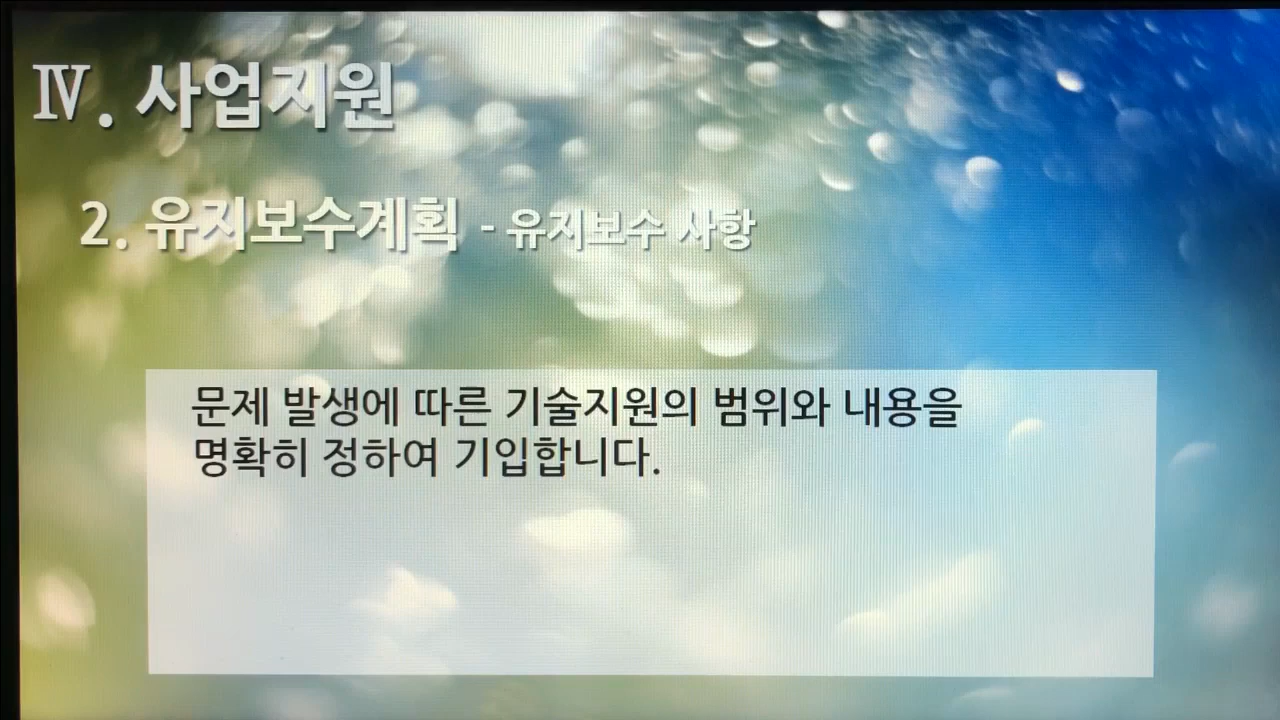 Ⅳ. 사업지원
2. 유지보수계획 - 유지보수 사항
문제 발생에 따른 기술지원의 범위와 내용을
명확히 정하여 기입합니다.